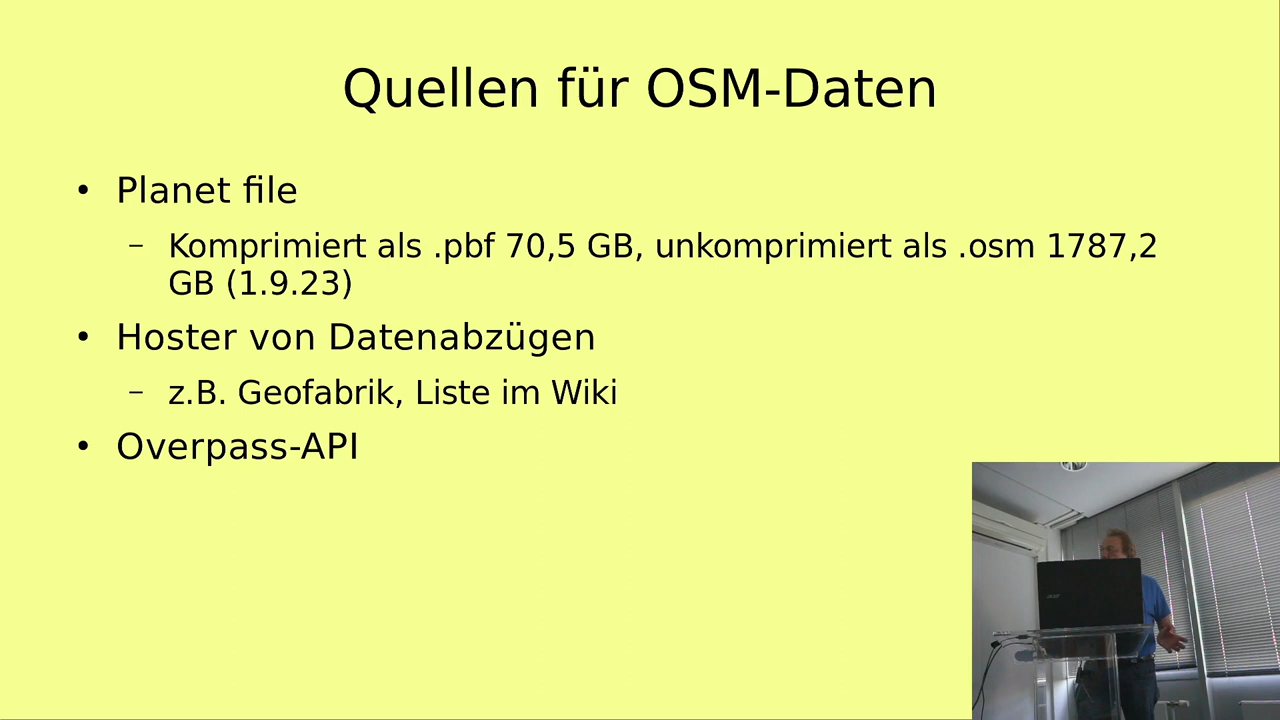 Quellen für OSM-Daten
• Planet file
– Komprimiert als .pbf 70,5 GB, unkomprimiert als .osm 1787,2
GB (1.9.23)
• Hoster von Datenabzügen
– z.B. Geofabrik, Liste im Wiki
• Overpass-API